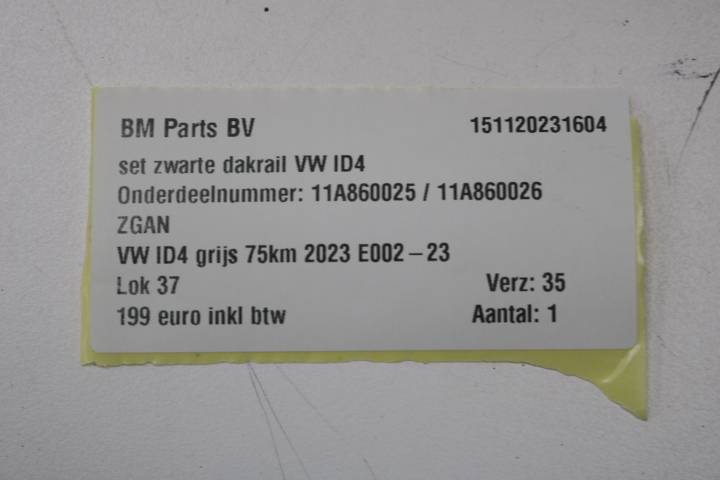 BM Parts BV 151120231604
set zwarte dakrail VW ID4
Onderdeelnummer: 11A860025 / 11A860026
ZGAN
VW ID4 grijs 75km 2023 E002-23
Lok 37 Verz: 35
199 euro inkl btw Aantal: 1